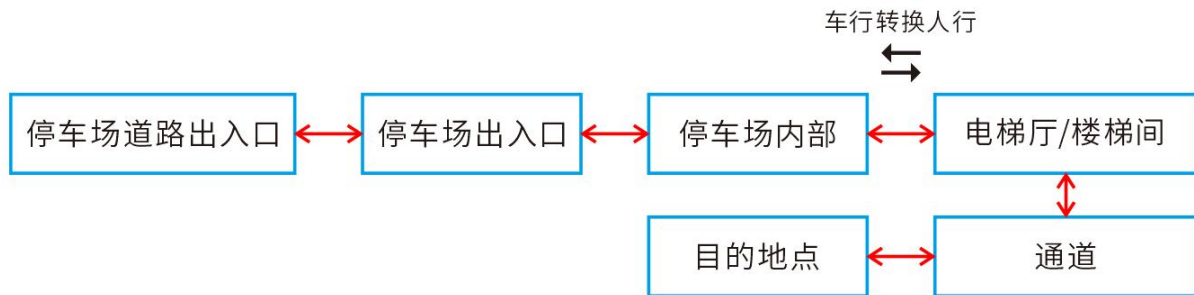 车行转换人行
停车场道路出入口
停车场出入口
停车场内部
电梯厅/楼梯间
目的地点
通道